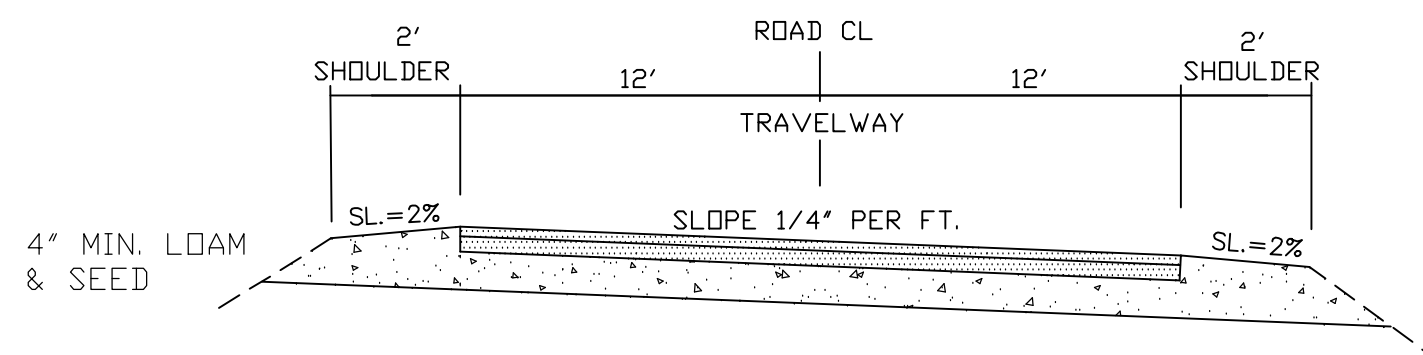 2'
SHOULDER
12'
ROAD CL
12'
2'
SHOULDER
TRAVELWAY
SL.=2%
SLOPE 1/4" PER FT.
SL.=2%
4" MIN. LOAM
& SEED